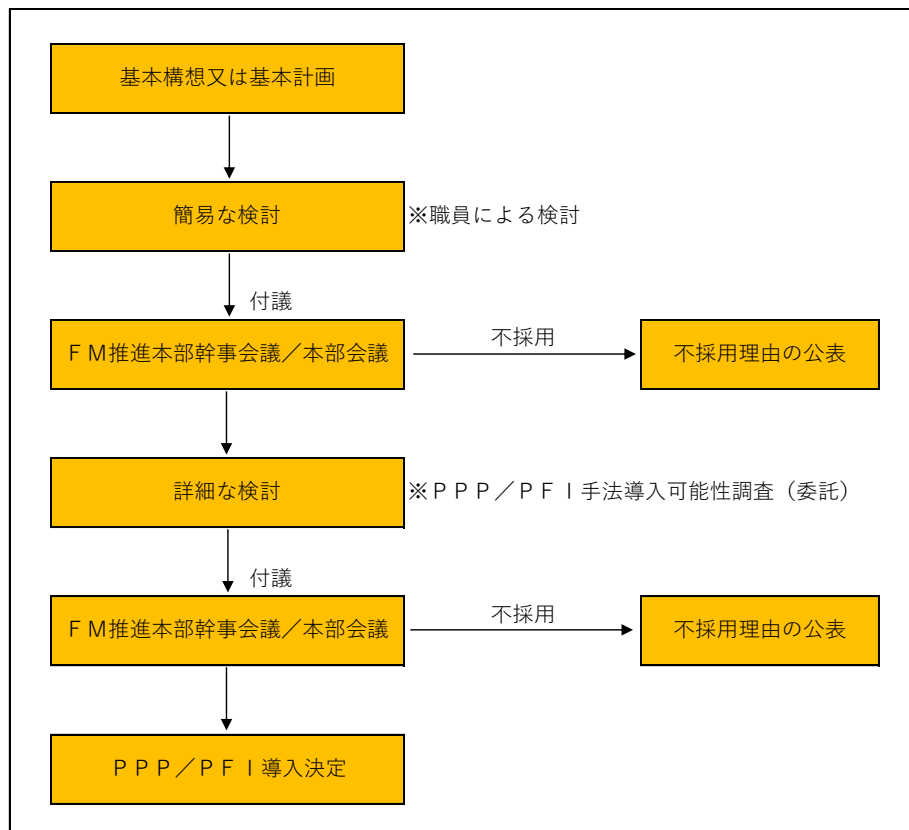 基本構想又は基本計画
簡易な検討
※職員による検討
付議
ＦＭ推進本部幹事会議／本部会議
不採用
不採用理由の公表
詳細な検討
※ＰＰＰ／ＰＦＩ手法導入可能性調査（委託）
付議
ＦＭ推進本部幹事会議／本部会議
不採用
不採用理由の公表
ＰＰＰ／ＰＦＩ導入決定